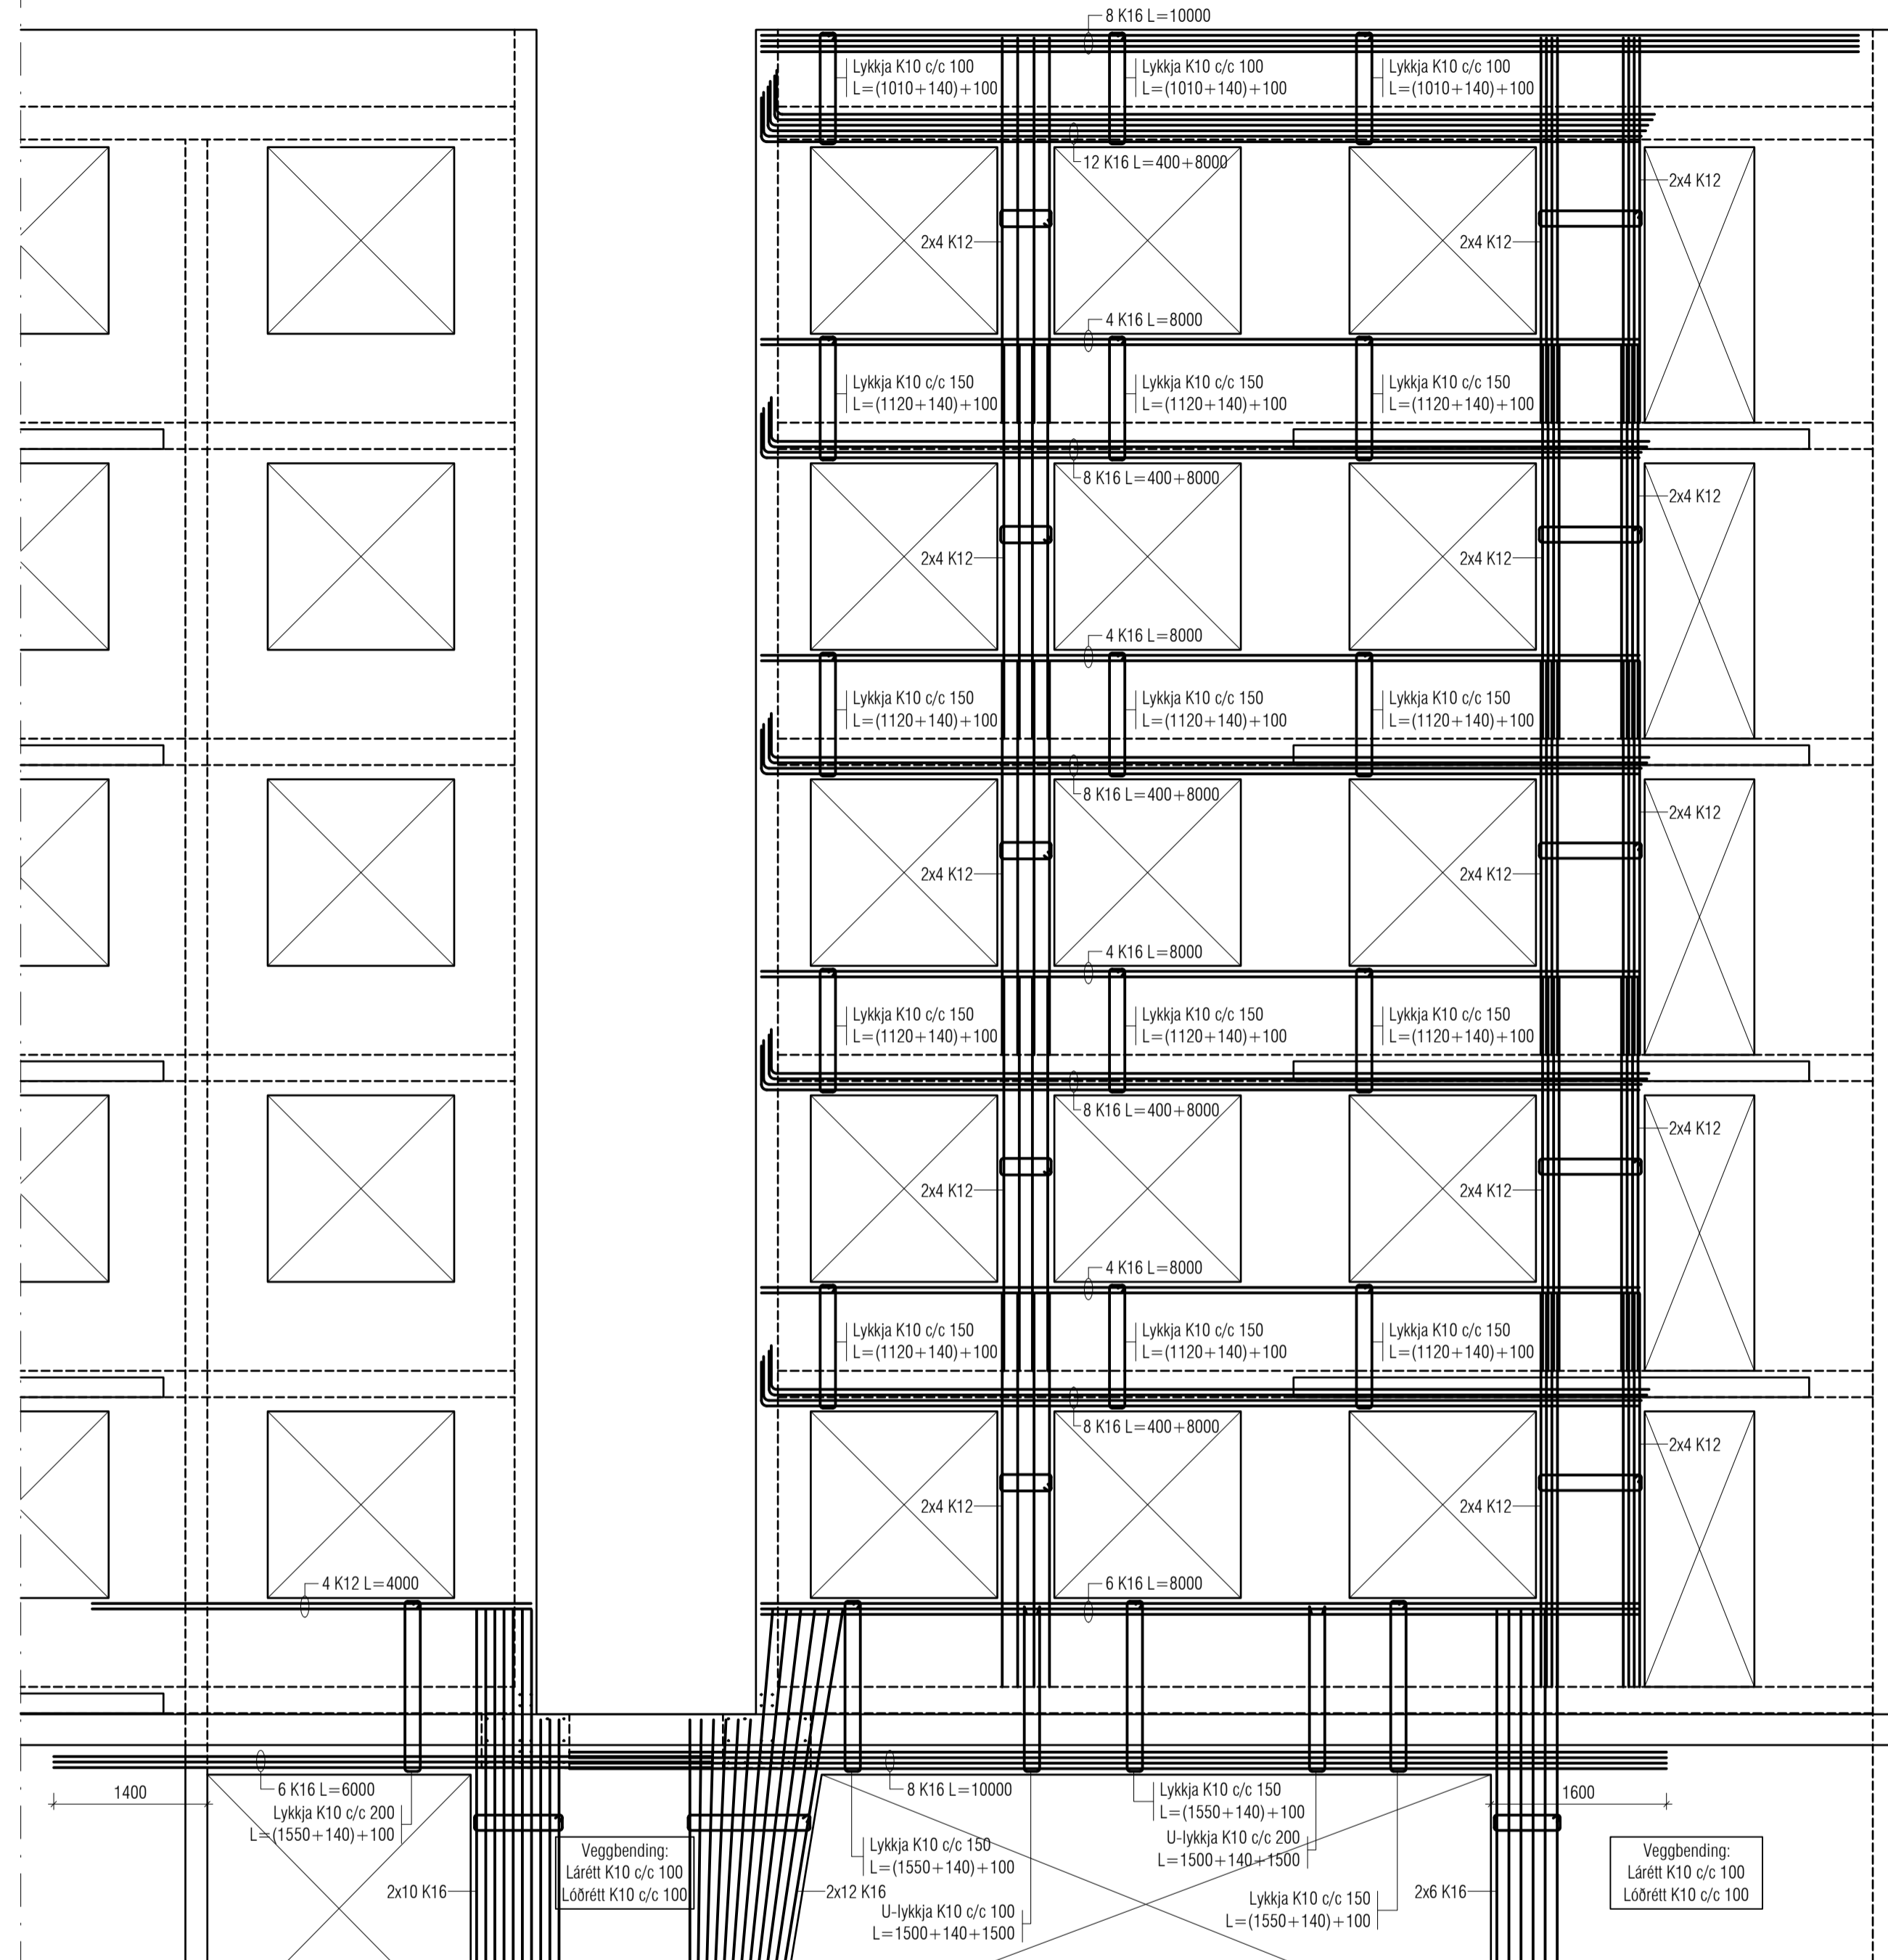 8 K16 L=10000
Lykkja K10 c/c 100
L=(1010+140)+100
Lykkja K10 c/c 100
L=(1010+140)+100
Lykkja K10 c/c 100
L=(1010+140)+100
12 K16 L=400+8000
2x4 K12
2x4 K12
2x4 K12
4 K16 L=8000
Lykkja K10 c/c 150
L=(1120+140)+100
Lykkja K10 c/c 150
L=(1120+140)+100
Lykkja K10 c/c 150
L=(1120+140)+100
8 K16 L=400+8000
2x4 K12
2x4 K12
2x4 K12
4 K16 L=8000
Lykkja K10 c/c 150
L=(1120+140)+100
Lykkja K10 c/c 150
L=(1120+140)+100
Lykkja K10 c/c 150
L=(1120+140)+100
8 K16 L=400+8000
2x4 K12
2x4 K12
2x4 K12
4 K16 L=8000
Lykkja K10 c/c 150
L=(1120+140)+100
Lykkja K10 c/c 150
L=(1120+140)+100
Lykkja K10 c/c 150
L=(1120+140)+100
8 K16 L=400+8000
2x4 K12
2x4 K12
2x4 K12
4 K16 L=8000
Lykkja K10 c/c 150
L=(1120+140)+100
Lykkja K10 c/c 150
L=(1120+140)+100
Lykkja K10 c/c 150
L=(1120+140)+100
8 K16 L=400+8000
2x4 K12
2x4 K12
2x4 K12
4 K12 L=4000
6 K16 L=8000
1400
6 K16 L=6000
Lykkja K10 c/c 200
L=(1550+140)+100
8 K16 L=10000
Lykkja K10 c/c 150
L=(1550+140)+100
1600
Veggbending:
Lárétt K10 c/c 100
Lóðrétt K10 c/c 100
Lykkja K10 c/c 150
L=(1550+140)+100
U-lykkja K10 c/c 200
L=1500+140+1500
Veggbending:
Lárétt K10 c/c 100
Lóðrétt K10 c/c 100
2x10 K16
2x12 K16
U-lykkja K10 c/c 100
L=1500+140+1500
Lykkja K10 c/c 150
L=(1550+140)+100
2x6 K16